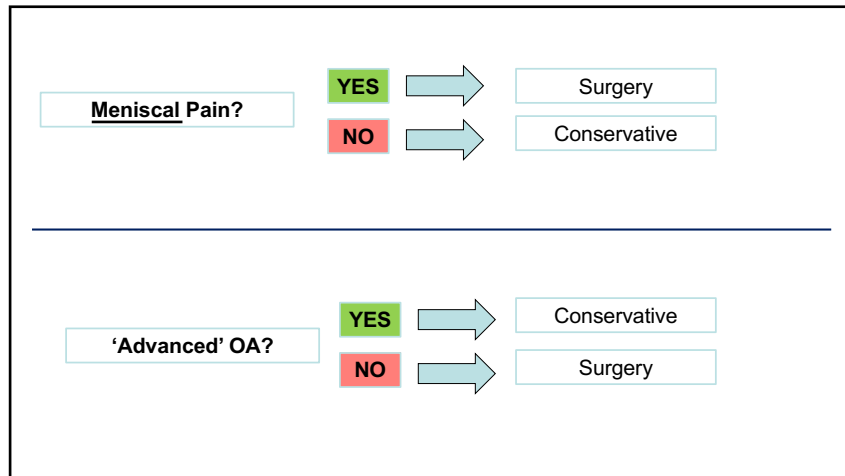 Meniscal Pain?
YES
Surgery
NO
Conservative
'Advanced' OA?
YES
Conservative
NO
Surgery